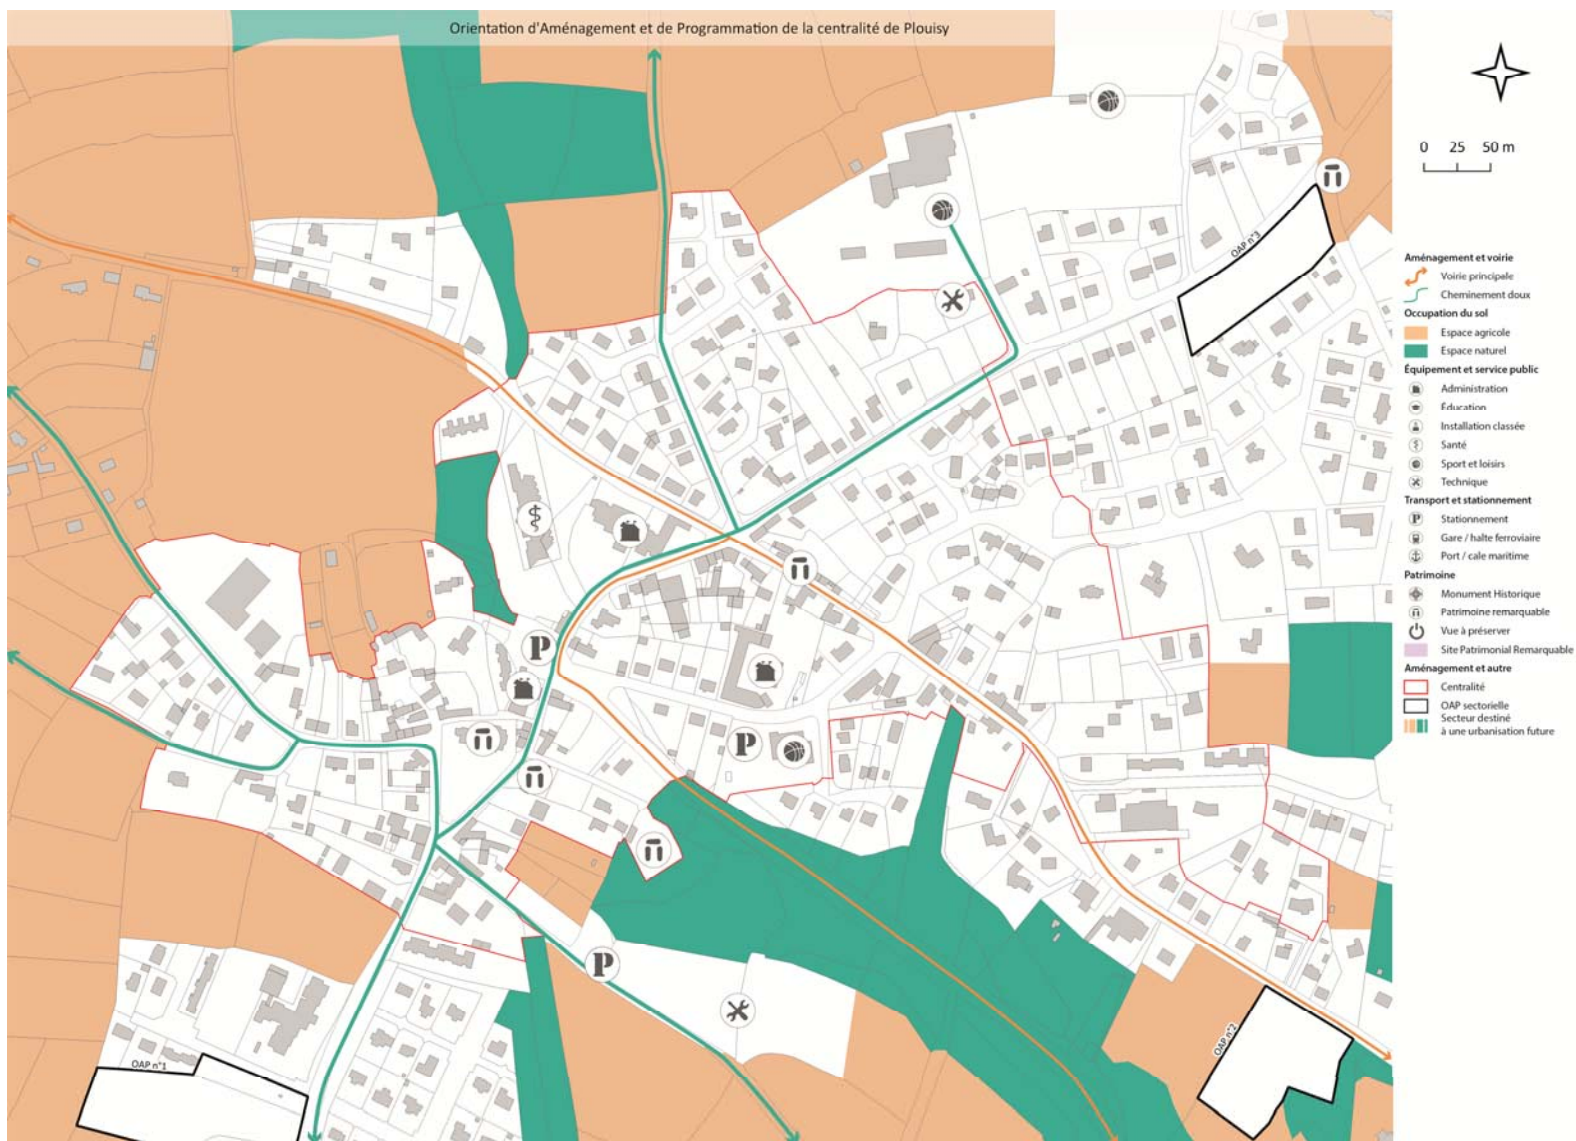 Orientation d'Aménagement et de Programmation de la centralité de Plouisy
0 25 50 m
OAP n°3
OAP n°2
OAP n°1
P
P
P
Aménagement et voirie
Voirie principale
Cheminement doux
Occupation du sol
Espace agricole
Espace naturel
Équipement et service public
Administration
Éducation
Installation classée
Santé
Sport et loisirs
Technique
Transport et stationnement
P Stationnement
Gare / halte ferroviaire
Port / cale maritime
Patrimoine
Monument Historique
Patrimoine remarquable
Vue à préserver
Site Patrimonial Remarquable
Aménagement et autre
Centralité
OAP sectorielle
Secteur destiné
à une urbanisation future